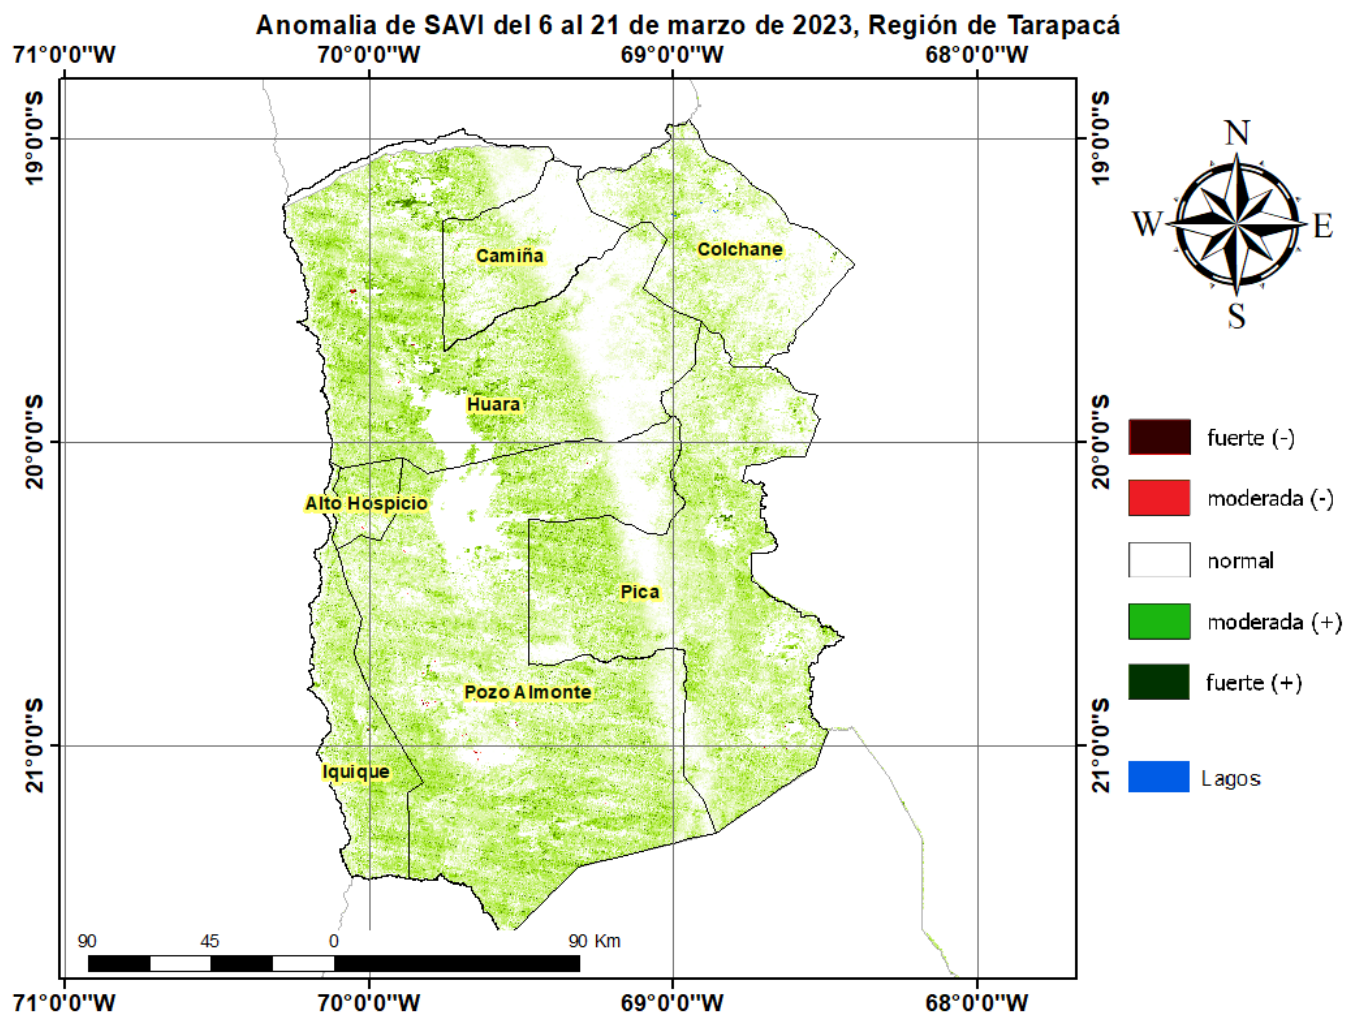 Anomalia de SAVI del 6 al 21 de marzo de 2023, Región de Tarapacá
71°0'0"W 70°0'0"W 69°0'0"W 68°0'0"W
19°0'0"S 19°0'0"S
N
W E
S
Camiña
Colchane
Huara
20°0'0"S 20°0'0"S
fuerte (-)
moderada (-)
normal
moderada (+)
fuerte (+)
Lagos
Alto Hospicio
Pica
Pozo Almonte
21°0'0"S 21°0'0"S
Iquique
90 45 0 90 Km
71°0'0"W 70°0'0"W 69°0'0"W 68°0'0"W